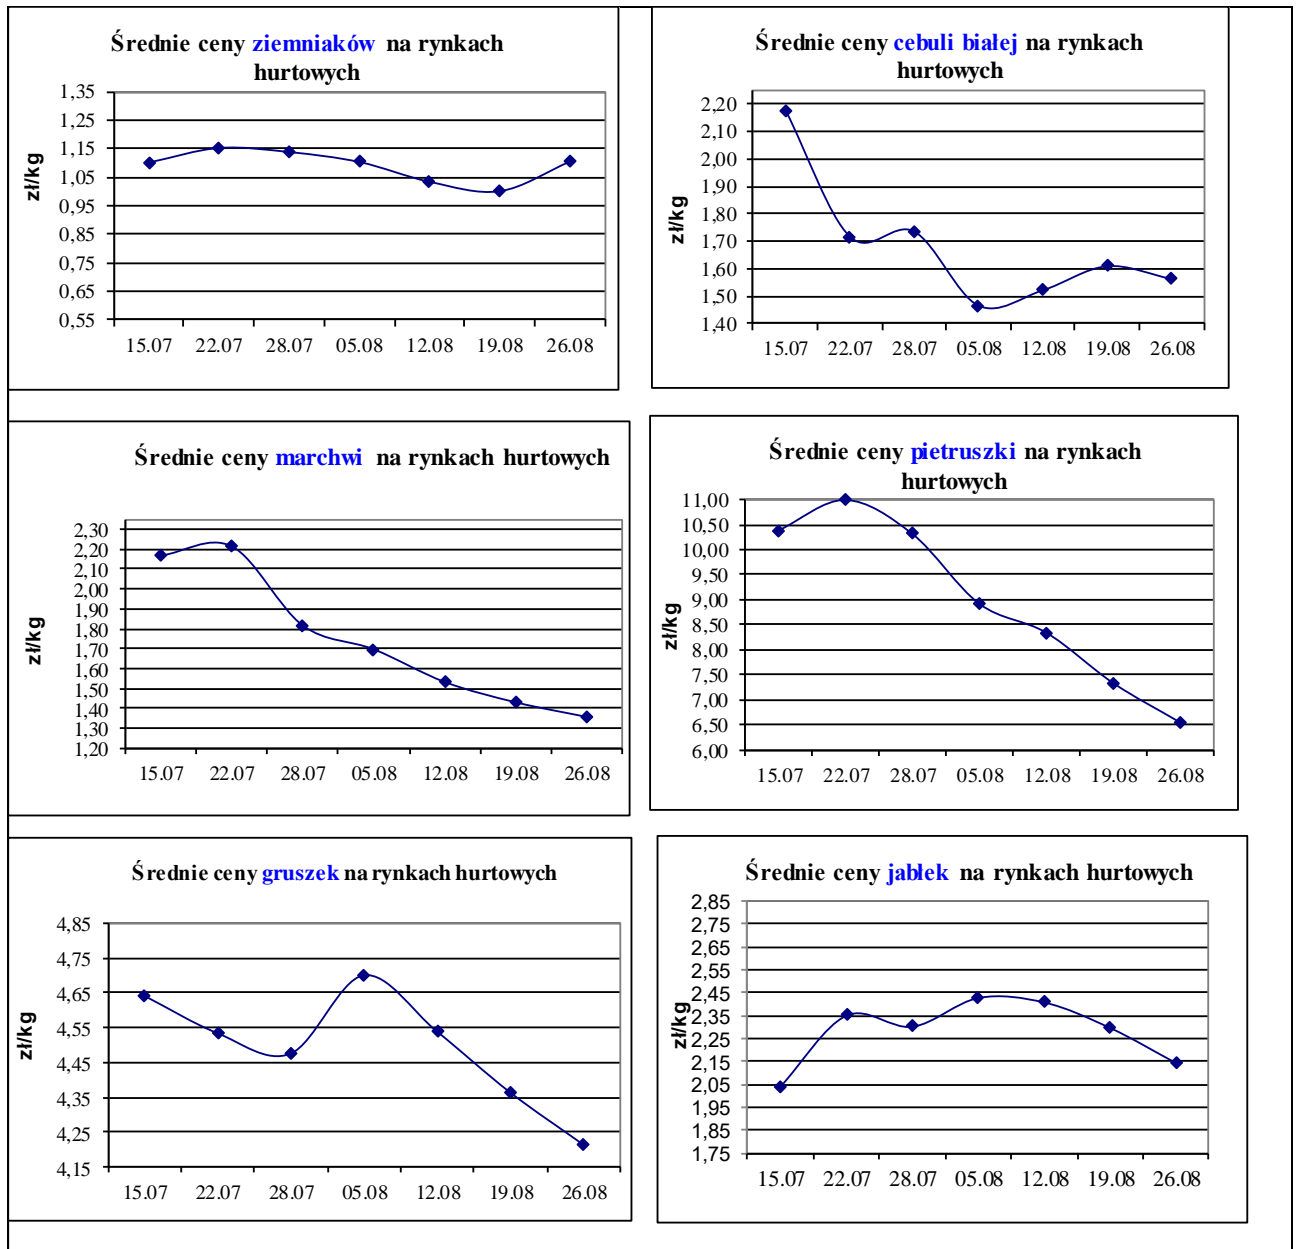 Średnie ceny ziemniaków na rynkach
hurtowych
zł/kg
1,35
1,25
1,15
1,05
0,95
0,85
0,75
0,65
0,55
15.07 22.07 28.07 05.08 12.08 19.08 26.08
Średnie ceny cebuli białej na rynkach
hurtowych
zł/kg
2,20
2,10
2,00
1,90
1,80
1,70
1,60
1,50
1,40
15.07 22.07 28.07 05.08 12.08 19.08 26.08
Średnie ceny marchwi na rynkach hurtowych
zł/kg
2,30
2,20
2,10
2,00
1,90
1,80
1,70
1,60
1,50
1,40
1,30
1,20
15.07 22.07 28.07 05.08 12.08 19.08 26.08
Średnie ceny pietruszki na rynkach
hurtowych
zł/kg
11,00
10,50
10,00
9,50
9,00
8,50
8,00
7,50
7,00
6,50
6,00
15.07 22.07 28.07 05.08 12.08 19.08 26.08
Średnie ceny gruszek na rynkach hurtowych
zł/kg
4,85
4,75
4,65
4,55
4,45
4,35
4,25
4,15
15.07 22.07 28.07 05.08 12.08 19.08 26.08
Średnie ceny jabłek na rynkach hurtowych
zł/kg
2,85
2,75
2,65
2,55
2,45
2,35
2,25
2,15
2,05
1,95
1,85
1,75
15.07 22.07 28.07 05.08 12.08 19.08 26.08